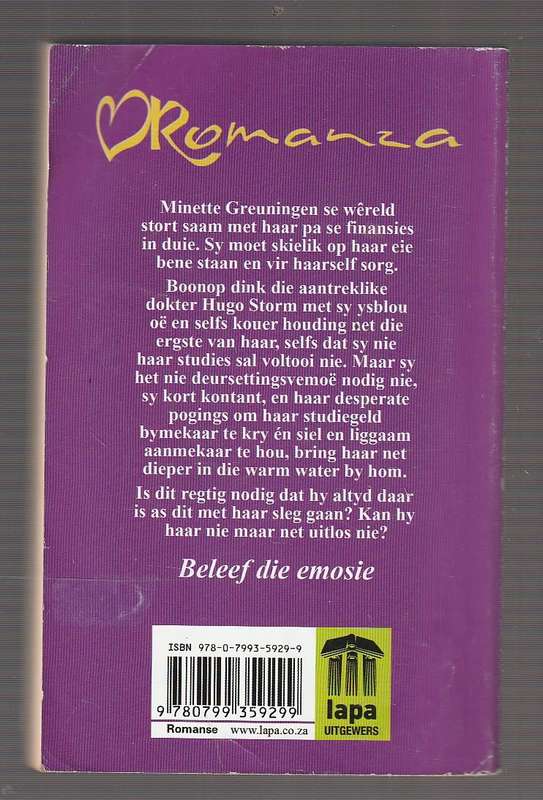 Romanza
Minette Greuningen se wêreld
stort saam met haar pa se finansies
in duie. Sy moet skielik op haar eie
bene staan en vir haarself sorg.
Boonop dink die aantreklike
dokter Hugo Storm met sy ysblou
oë en selfs kouer houding net die
ergste van haar, selfs dat sy nie
haar studies sal voltooi nie. Maar sy
het nie deursettingsvemoë nodig nie,
sy kort kontant, en haar desperate
pogings om haar studiegeld
bymekaar te kry én siel en liggaam
aanmekaar te hou, bring haar net
dieper in die warm water by hom.
Is dit regtig nodig dat hy altyd daar
is as dit met haar sleg gaan? Kan hy
haar nie maar net uitlos nie?
Beleef die emosie
ISBN 978-0-7993-5929-9
9 780799 359299
Romanse www.lapa.co.za
lapa
UITGEWERS